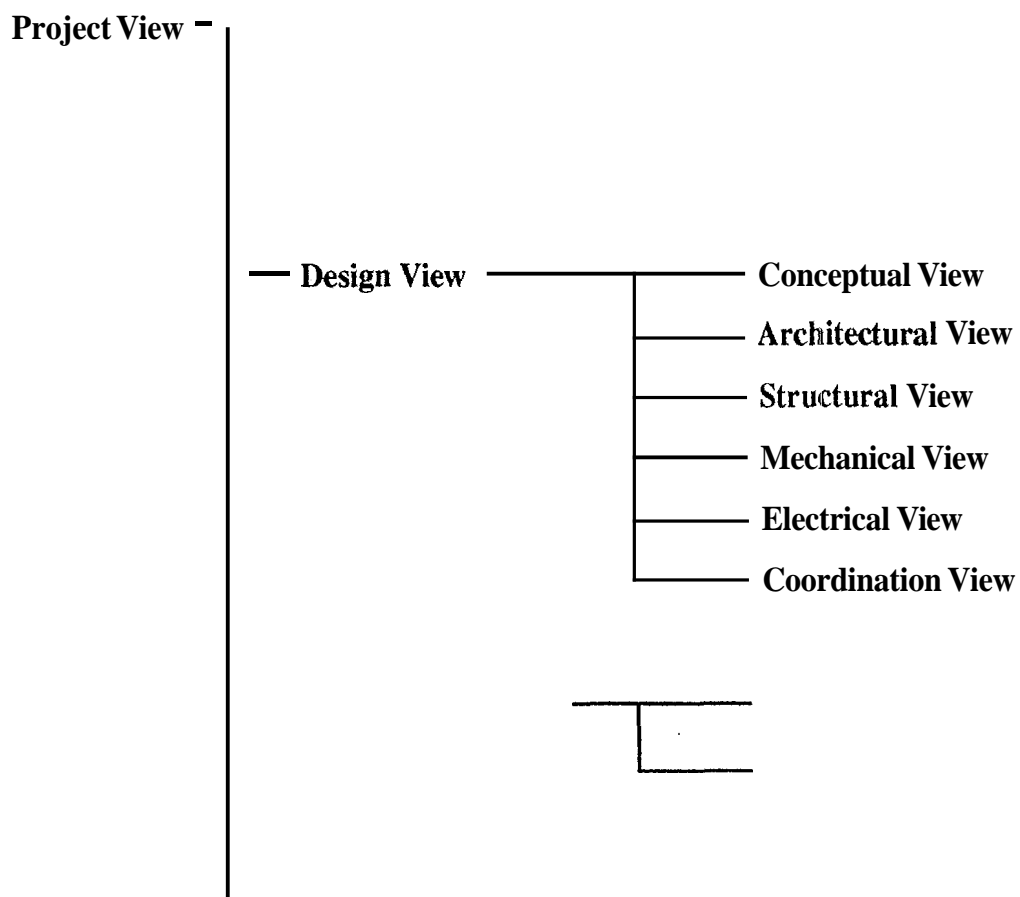 Project View
Design View
Conceptual View
Architectural View
Structural View
Mechanical View
Electrical View
Coordination View